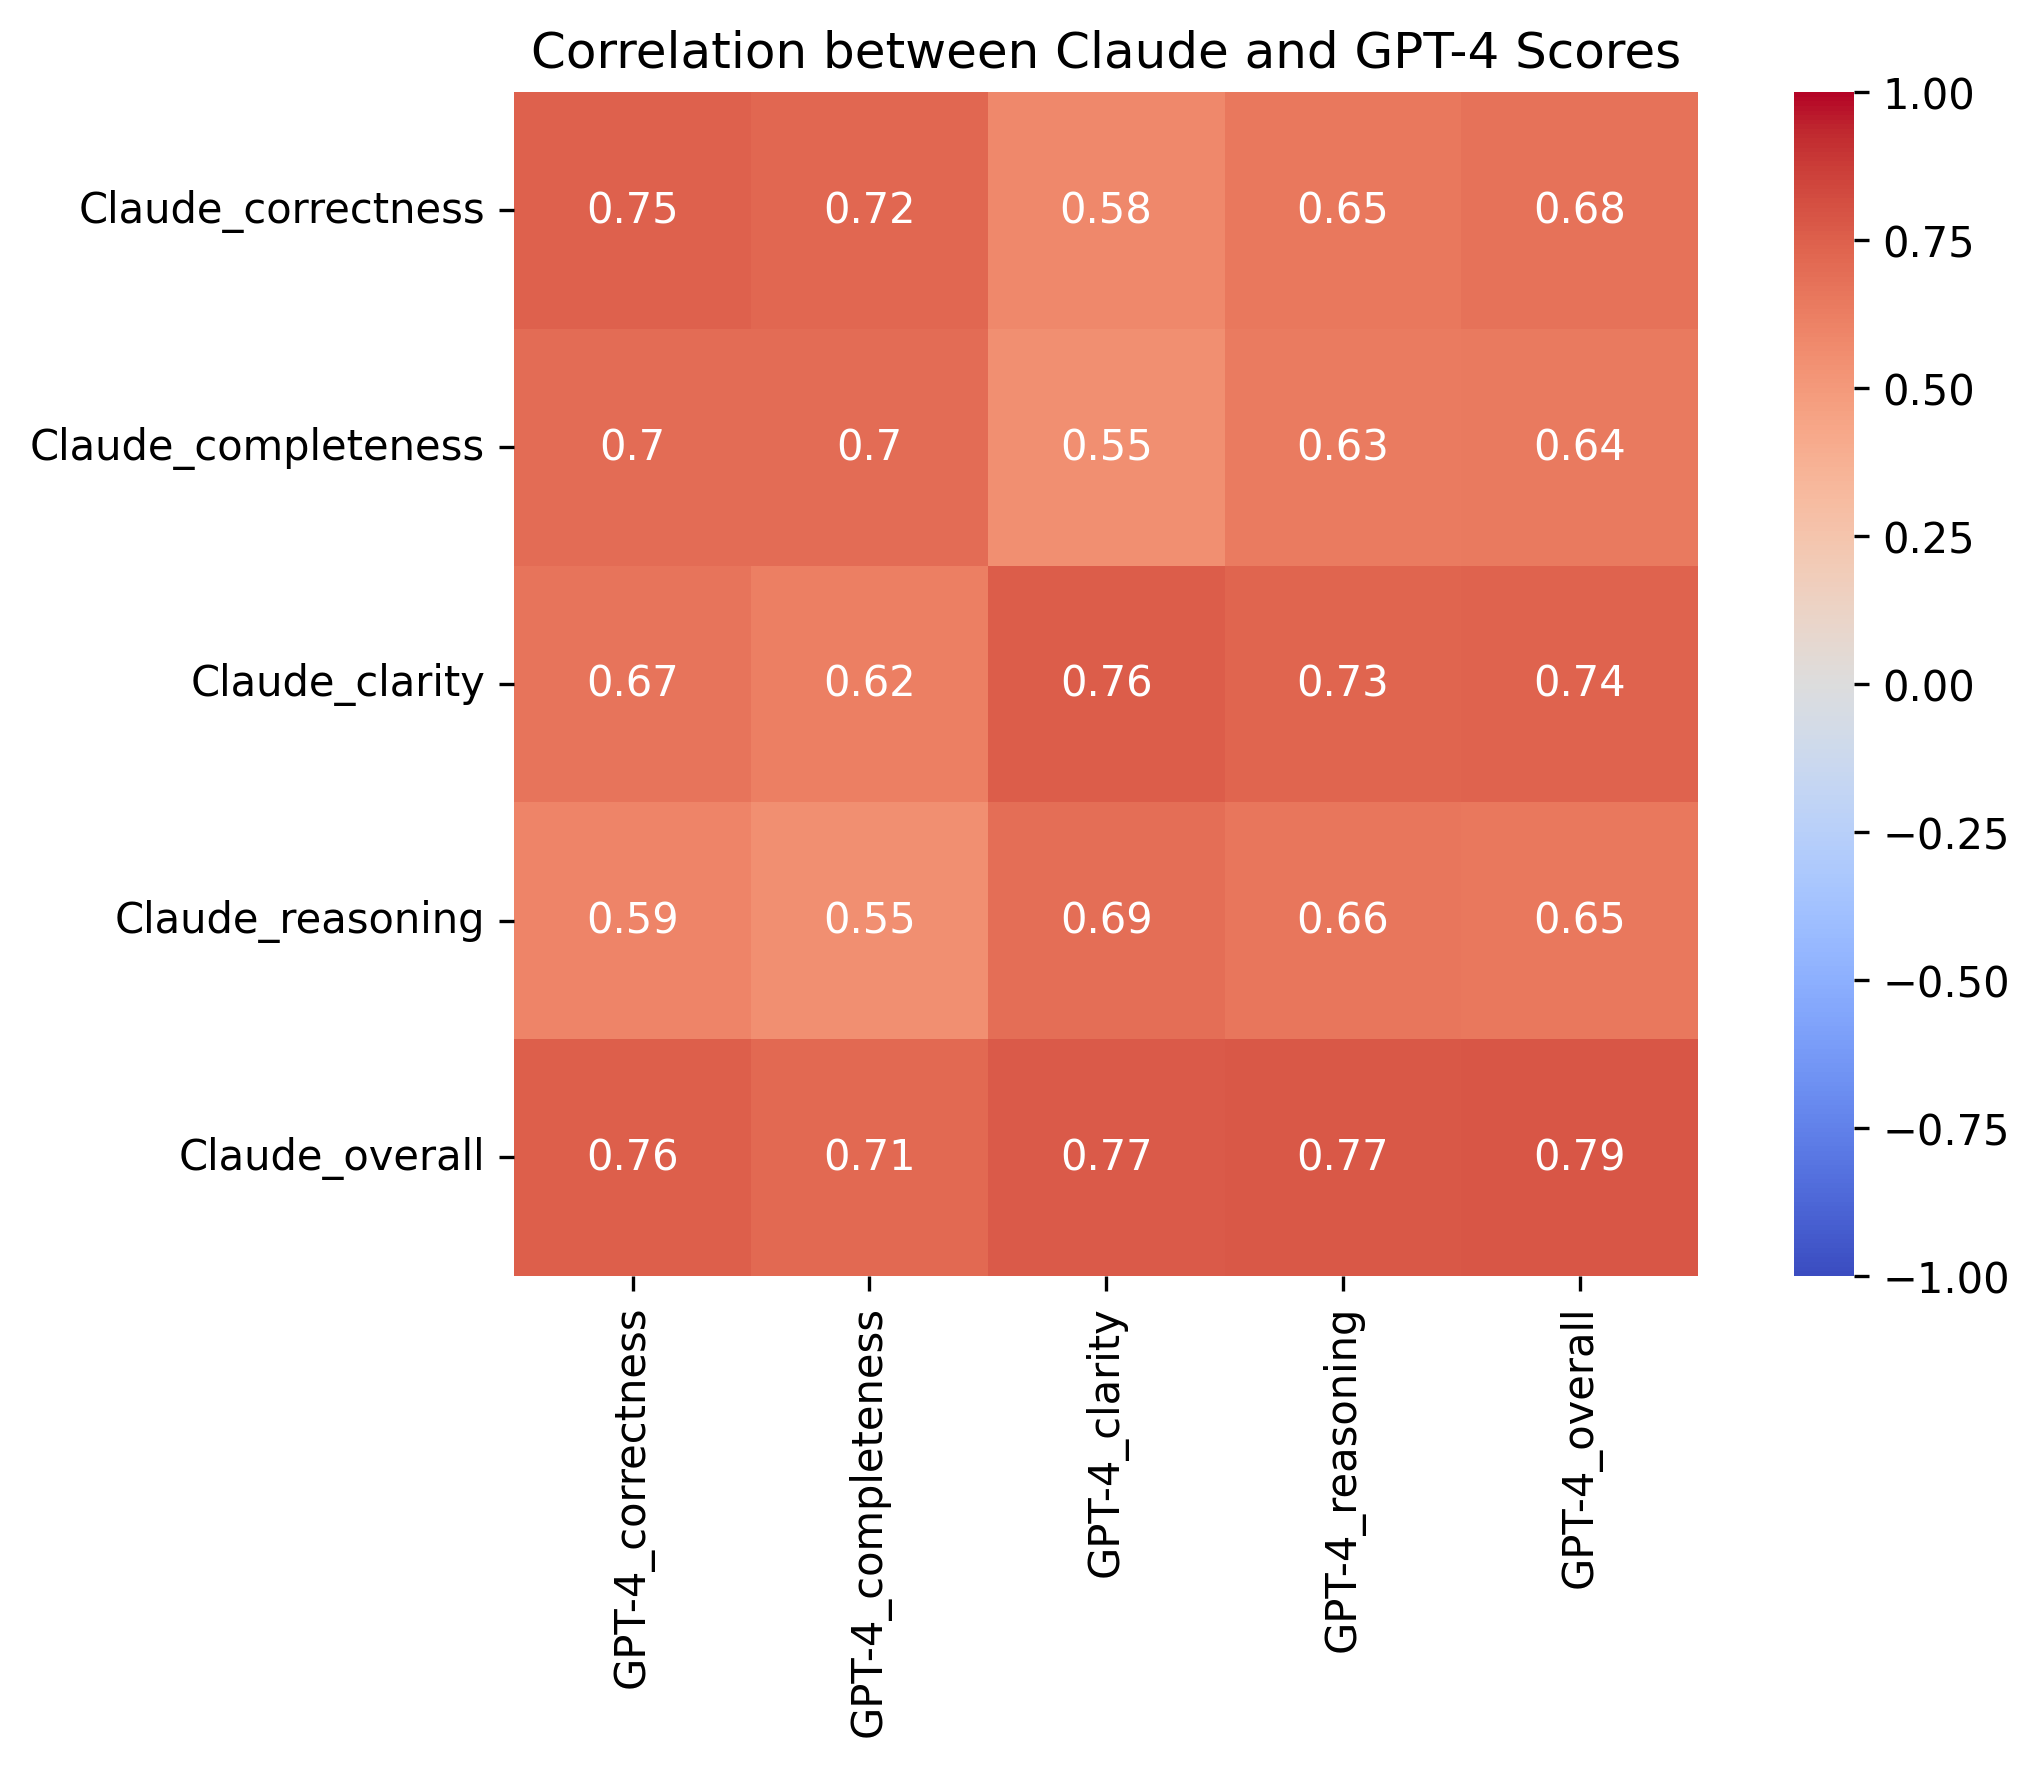 Correlation between Claude and GPT-4 Scores
Claude_correctness 0.75 0.72 0.58 0.65 0.68
Claude_completeness 0.7 0.7 0.55 0.63 0.64
Claude_clarity 0.67 0.62 0.76 0.73 0.74
Claude_reasoning 0.59 0.55 0.69 0.66 0.65
Claude_overall 0.76 0.71 0.77 0.77 0.79
GPT-4_correctness
GPT-4_completeness
GPT-4_clarity
GPT-4_reasoning
GPT-4_overall
1.00
0.75
0.50
0.25
0.00
−0.25
−0.50
−0.75
−1.00